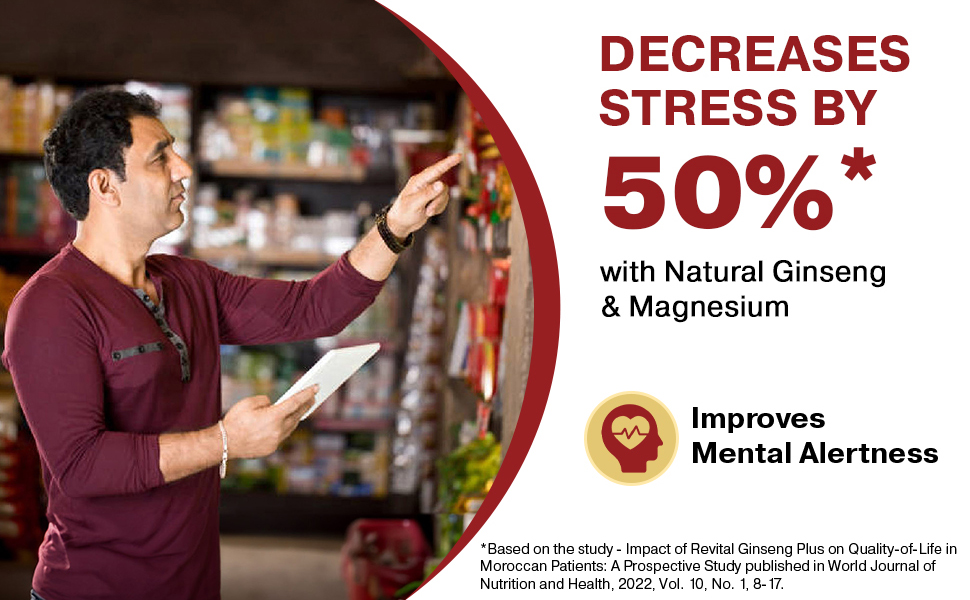 DECREASES
STRESS BY
50%*
with Natural Ginseng
& Magnesium
Improves
Mental Alertness
*Based on the study - Impact of Revital Ginseng Plus on Quality-of-Life in
Moroccan Patients: A Prospective Study published in World Journal of
Nutrition and Health, 2022, Vol. 10, No. 1, 8-17.